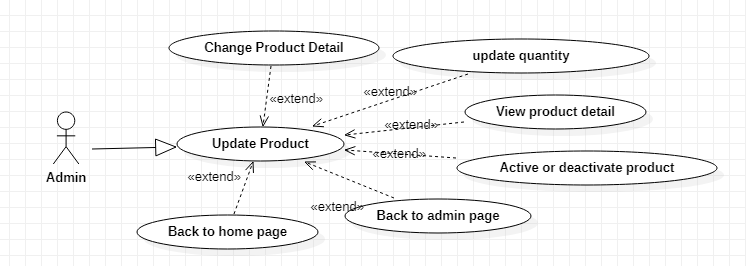 Change Product Detail
update quantity
«extend»
«extend»
View product detail
«extend»
Update Product
«extend»
Active or deactivate product
Admin
«extend»
«extend»
Back to admin page
Back to home page